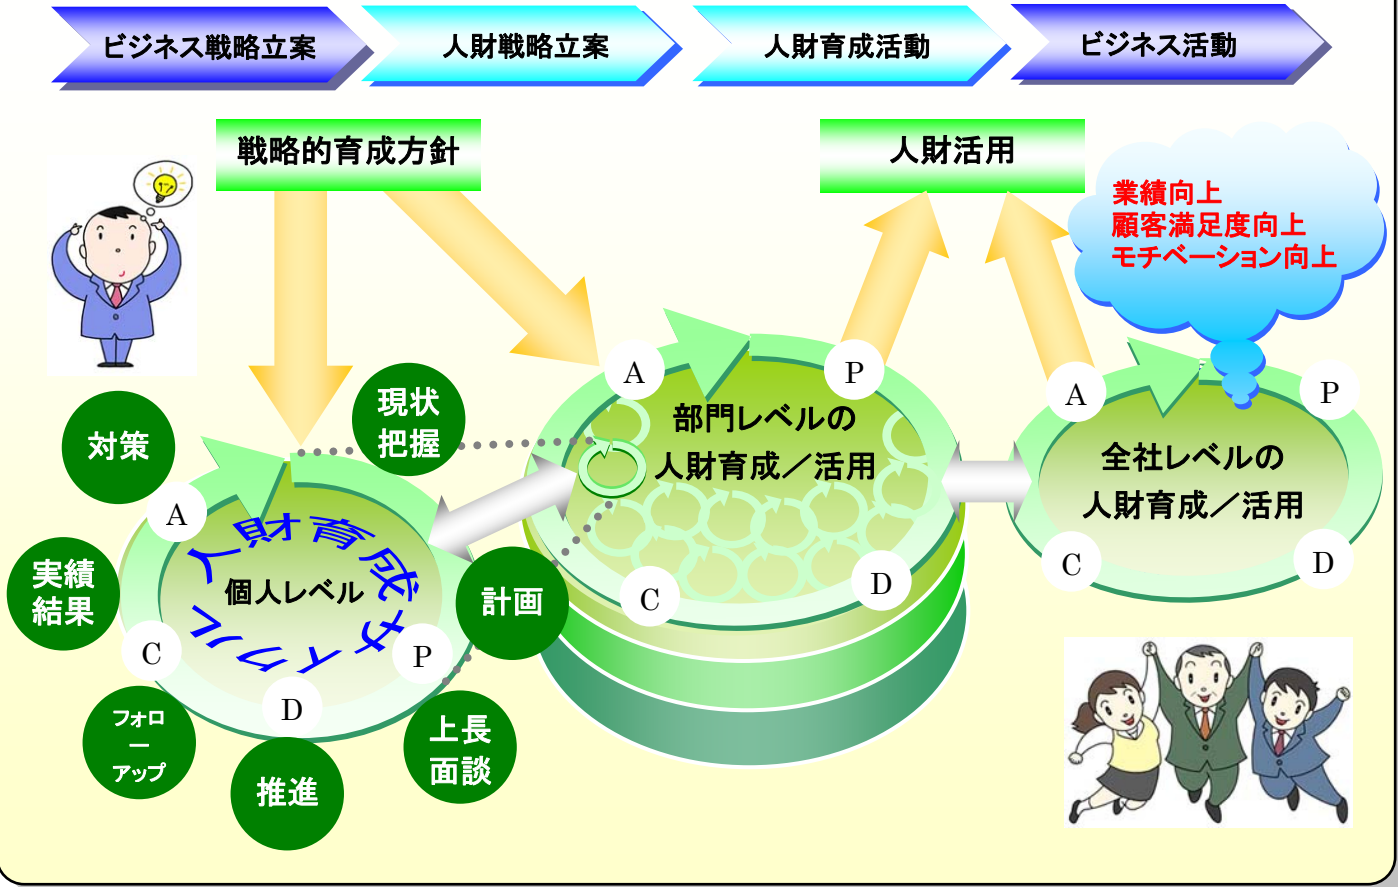 ビジネス戦略立案
人財戦略立案
人財育成活動
ビジネス活動
戦略的育成方針
人財活用
業績向上
顧客満足度向上
モチベーション向上
現状
把握
対策
実績
結果
フォロ
ー
アップ
推進
上長
面談
計画
A
C
D
P
人財育成サイクル
個人レベル
A
P
部門レベルの
人財育成／活用
C
D
A
P
全社レベルの
人財育成／活用
C
D